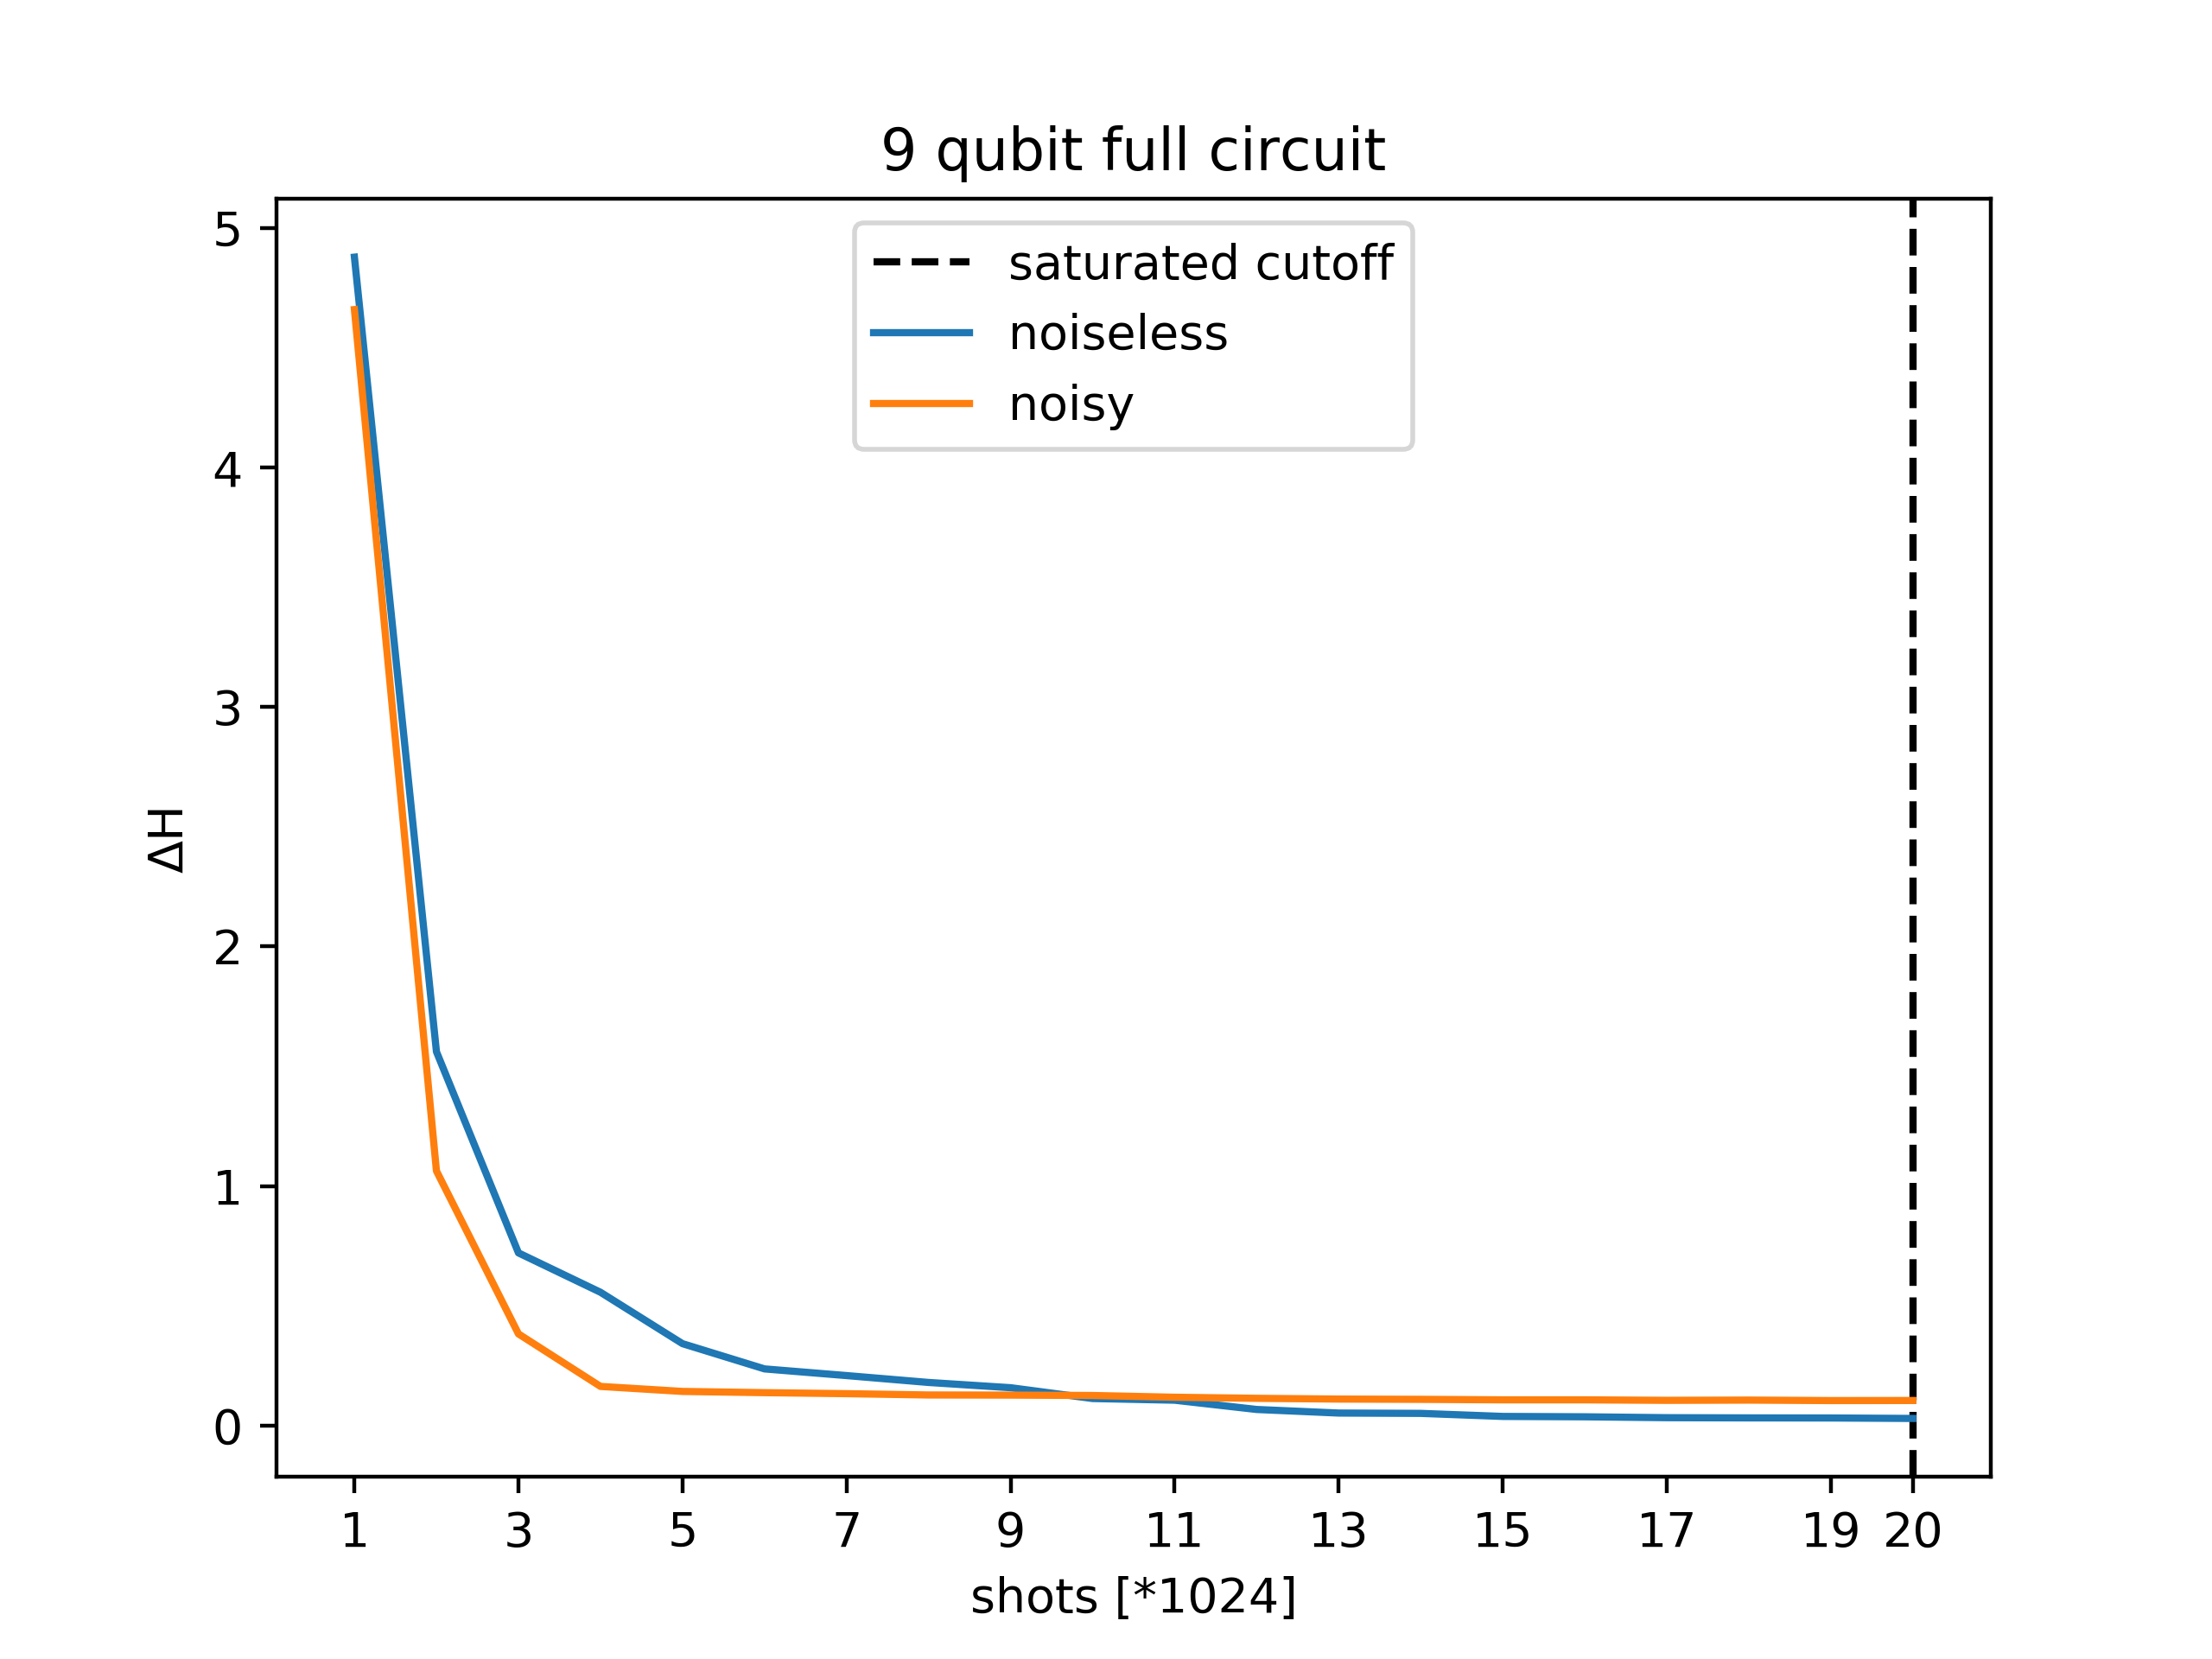 9 qubit full circuit
5
4
3
2
1
0
ΔH
saturated cutoff
noiseless
noisy
1 3 5 7 9 11 13 15 17 19 20
shots [*1024]